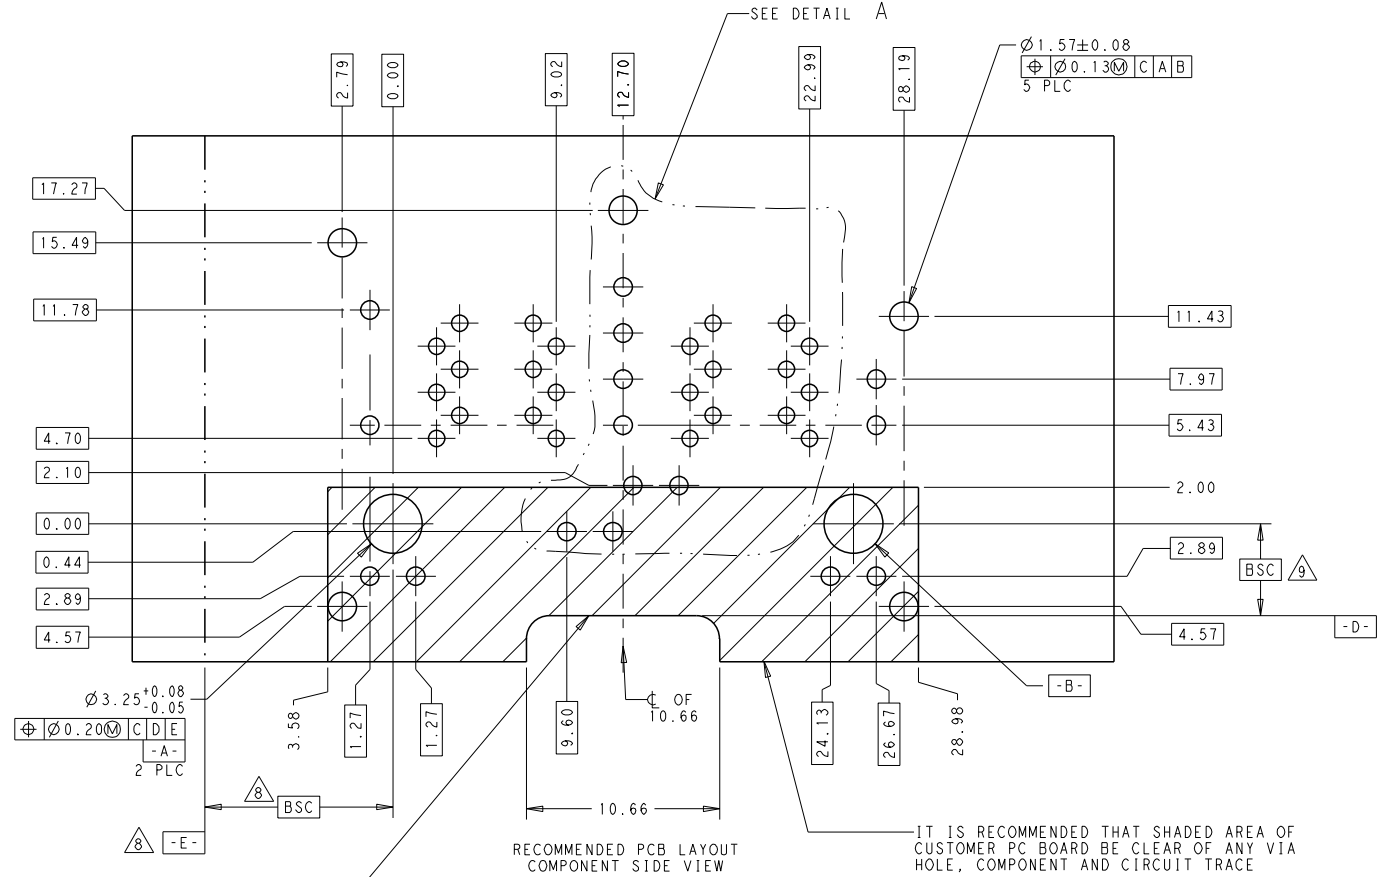 SEE DETAIL A
2.79
0.00
9.02
12.70
22.99
28.19
Ø1.57±0.08
⌖ Ø0.13Ⓜ C A B
5 PLC
17.27
15.49
11.78
4.70
2.10
0.00
0.44
2.89
4.57
11.43
7.97
5.43
2.00
2.89
BSC 9
4.57
-D-
Ø3.25 +0.08
-0.05
⌖ Ø0.20Ⓜ C D E
-A-
2 PLC
3.58
1.27
1.27
9.60
℄ OF
10.66
24.13
26.67
28.98
-B-
8
BSC
10.66
8 -E-
RECOMMENDED PCB LAYOUT
COMPONENT SIDE VIEW
IT IS RECOMMENDED THAT SHADED AREA OF
CUSTOMER PC BOARD BE CLEAR OF ANY VIA
HOLE, COMPONENT AND CIRCUIT TRACE